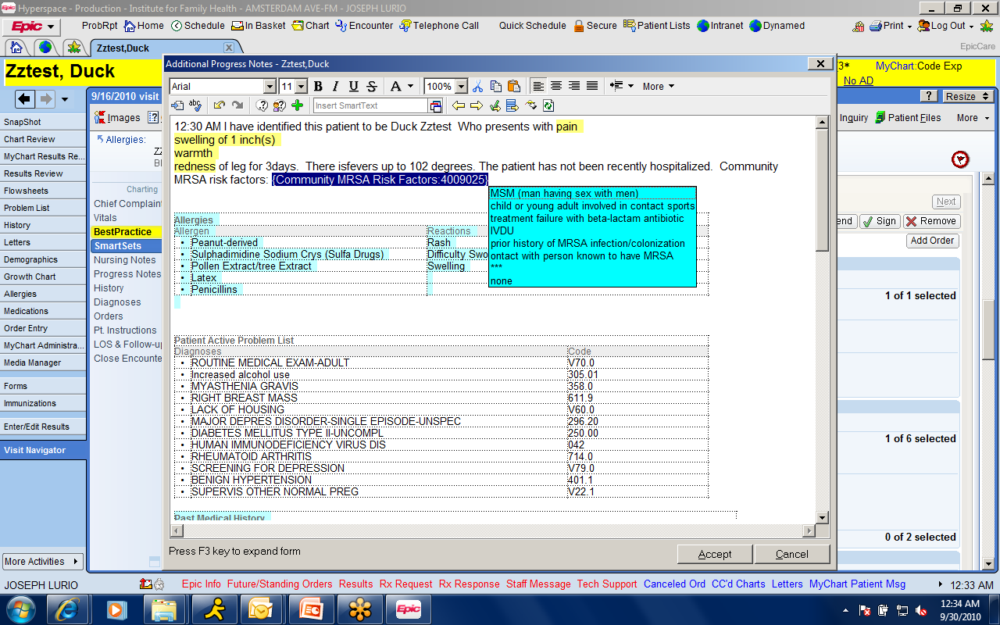 Hyperspace - Production - Institute for Family Health - AMSTERDAM AVE-FM - JOSEPH LURIO
Epic ProbRpt Home Schedule In Basket Chart Encounter Telephone Call Quick Schedule Secure Patient Lists Intranet Dynamed Print Log Out
Zztest,Duck X EpicCare
Zztest, Duck
3* MyChart:Code Exp
No AD
9/16/2010 visit
? Resize
Images
Inquiry Patient Files More
Allergies:
SnapShot
Chart Review
MyChart Results Re...
Results Review
Flowsheets
Problem List
History
Letters
Demographics
Growth Chart
Allergies
Medications
Order Entry
MyChart Administra...
Media Manager
Forms
Immunizations
Enter/Edit Results
Visit Navigator
More Activities
Charting
Chief Complain
Vitals
BestPractice
SmartSets
Nursing Notes
Progress Notes
History
Diagnoses
Orders
Pt. Instructions
LOS & Follow-u
Close Encounte
Additional Progress Notes - Zztest,Duck
Arial 11 B I U S A 100% More
abc Insert SmartText
12:30 AM I have identified this patient to be Duck Zztest  Who presents with pain
swelling of 1 inch(s)
warmth
redness of leg for 3days.  There isfevers up to 102 degrees. The patient has not been recently hospitalized.  Community
MRSA risk factors: {Community MRSA Risk Factors:4009025}
MSM (man having sex with men)
child or young adult involved in contact sports
treatment failure with beta-lactam antibiotic
IVDU
prior history of MRSA infection/colonization
ontact with person known to have MRSA
***
none
Allergies
Allergen Reactions
• Peanut-derived Rash
• Sulphadimidine Sodium Crys (Sulfa Drugs) Difficulty Swo
• Pollen Extract/tree Extract Swelling
• Latex
• Penicillins
Patient Active Problem List
Diagnoses Code
• ROUTINE MEDICAL EXAM-ADULT V70.0
• Increased alcohol use 305.01
• MYASTHENIA GRAVIS 358.0
• RIGHT BREAST MASS 611.9
• LACK OF HOUSING V60.0
• MAJOR DEPRES DISORDER-SINGLE EPISODE-UNSPEC 296.20
• DIABETES MELLITUS TYPE II-UNCOMPL 250.00
• HUMAN IMMUNODEFICIENCY VIRUS DIS 042
• RHEUMATOID ARTHRITIS 714.0
• SCREENING FOR DEPRESSION V79.0
• BENIGN HYPERTENSION 401.1
• SUPERVIS OTHER NORMAL PREG V22.1
Past Medical History
Press F3 key to expand form
Accept Cancel
Next
end Sign Remove
Add Order
1 of 1 selected
1 of 6 selected
0 of 2 selected
JOSEPH LURIO Epic Info Future/Standing Orders Results Rx Request Rx Response Staff Message Tech Support Canceled Ord CC'd Charts Letters MyChart Patient Msg 12:33 AM
Epic
12:34 AM
9/30/2010